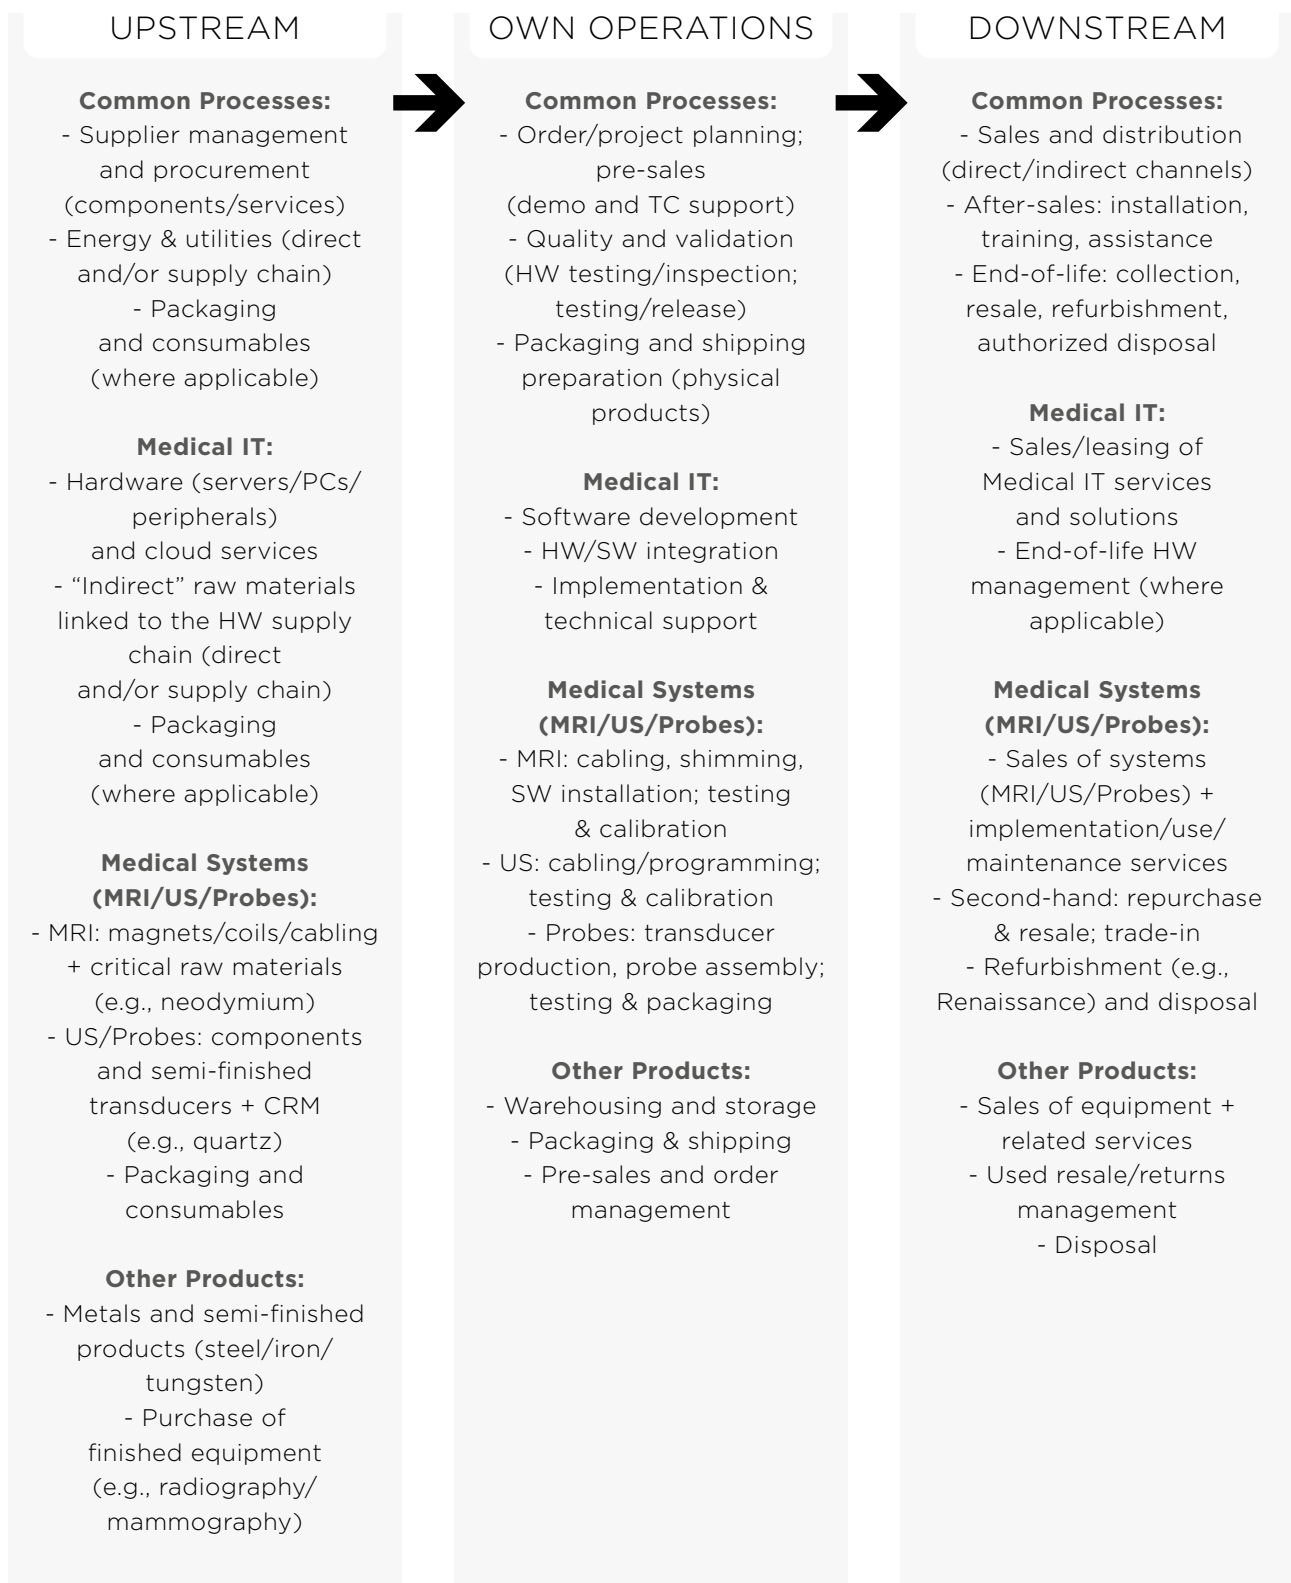 UPSTREAM
Common Processes:
- Supplier management
and procurement
(components/services)
- Energy & utilities (direct
and/or supply chain)
- Packaging
and consumables
(where applicable)
Medical IT:
- Hardware (servers/PCs/
peripherals)
and cloud services
- “Indirect” raw materials
linked to the HW supply
chain (direct
and/or supply chain)
- Packaging
and consumables
(where applicable)
Medical Systems
(MRI/US/Probes):
- MRI: magnets/coils/cabling
+ critical raw materials
(e.g., neodymium)
- US/Probes: components
and semi-finished
transducers + CRM
(e.g., quartz)
- Packaging and
consumables
Other Products:
- Metals and semi-finished
products (steel/iron/
tungsten)
- Purchase of
finished equipment
(e.g., radiography/
mammography)
OWN OPERATIONS
Common Processes:
- Order/project planning;
pre-sales
(demo and TC support)
- Quality and validation
(HW testing/inspection;
testing/release)
- Packaging and shipping
preparation (physical
products)
Medical IT:
- Software development
- HW/SW integration
- Implementation &
technical support
Medical Systems
(MRI/US/Probes):
- MRI: cabling, shimming,
SW installation; testing
& calibration
- US: cabling/programming;
testing & calibration
- Probes: transducer
production, probe assembly;
testing & packaging
Other Products:
- Warehousing and storage
- Packaging & shipping
- Pre-sales and order
management
DOWNSTREAM
Common Processes:
- Sales and distribution
(direct/indirect channels)
- After-sales: installation,
training, assistance
- End-of-life: collection,
resale, refurbishment,
authorized disposal
Medical IT:
- Sales/leasing of
Medical IT services
and solutions
- End-of-life HW
management (where
applicable)
Medical Systems
(MRI/US/Probes):
- Sales of systems
(MRI/US/Probes) +
implementation/use/
maintenance services
- Second-hand: repurchase
& resale; trade-in
- Refurbishment (e.g.,
Renaissance) and disposal
Other Products:
- Sales of equipment +
related services
- Used resale/returns
management
- Disposal